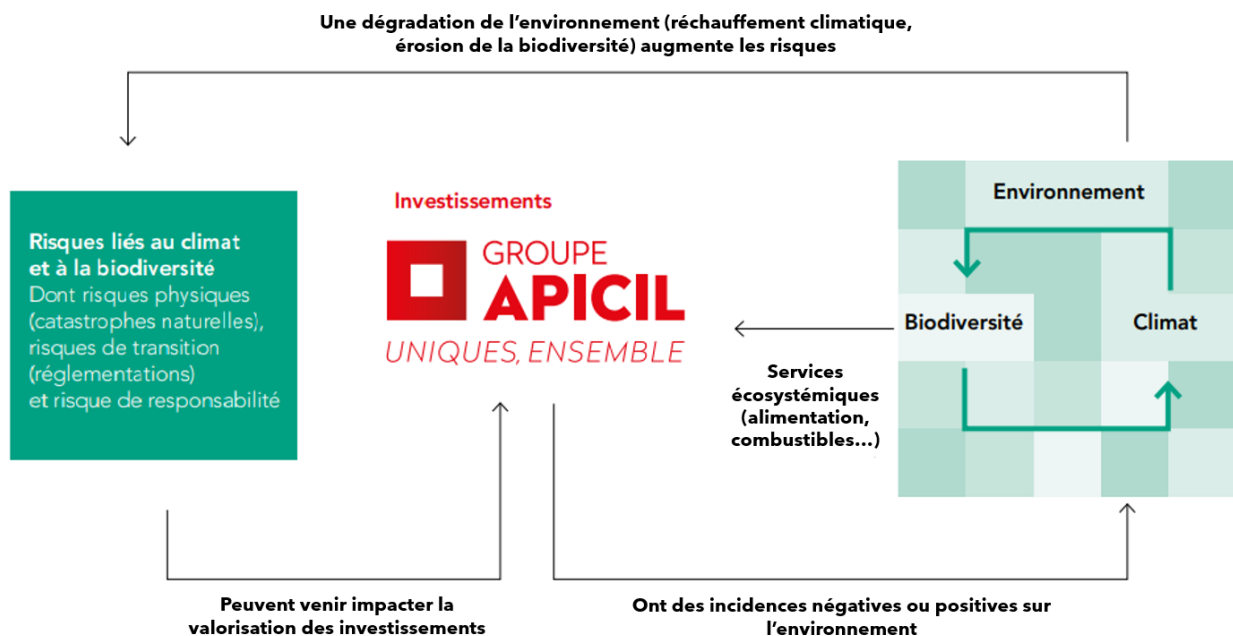 Une dégradation de l'environnement (réchauffement climatique,
érosion de la biodiversité) augmente les risques
Risques liés au climat
et à la biodiversité
Dont risques physiques
(catastrophes naturelles),
risques de transition
(réglementations)
et risque de responsabilité
Investissements
GROUPE
APICIL
UNIQUES, ENSEMBLE
Environnement
Biodiversité
Climat
Services
écosystémiques
(alimentation,
combustibles...)
Peuvent venir impacter la
valorisation des investissements
Ont des incidences négatives ou positives sur
l'environnement